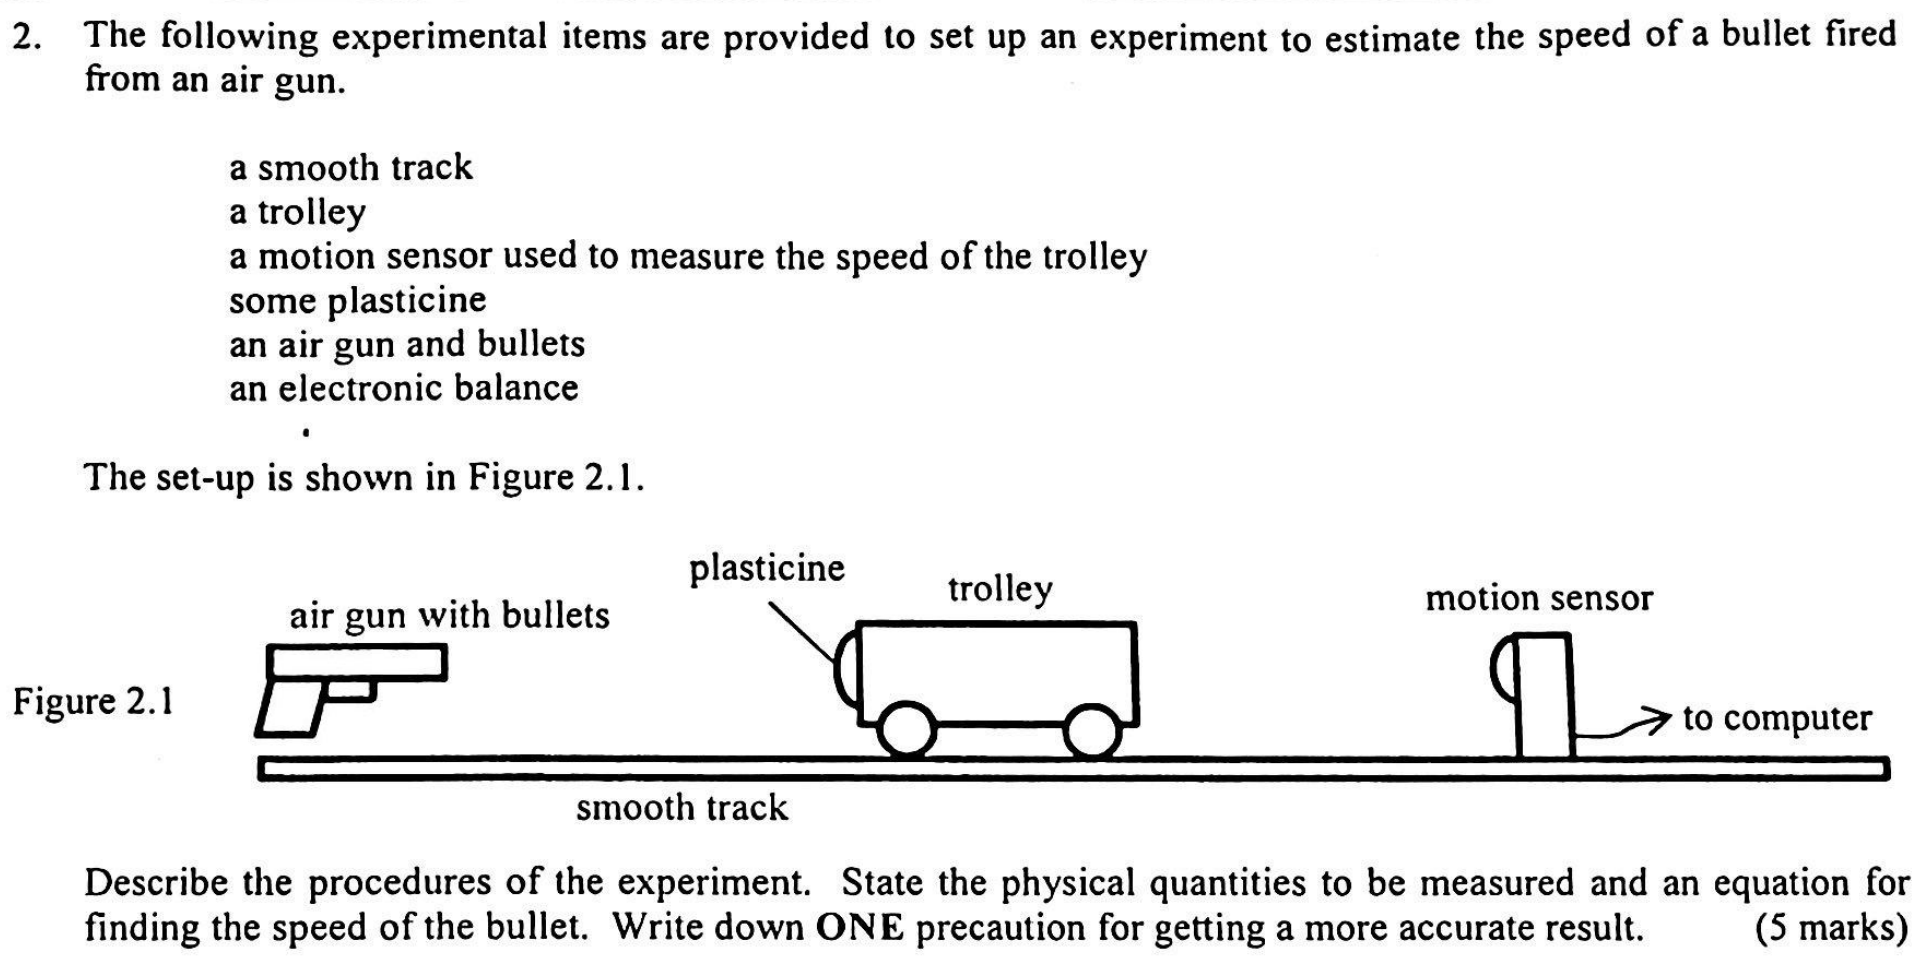 2. The following experimental items are provided to set up an experiment to estimate the speed of a bullet fired
from an air gun.
a smooth track
a trolley
a motion sensor used to measure the speed of the trolley
some plasticine
an air gun and bullets
an electronic balance
The set-up is shown in Figure 2.1.
plasticine
trolley
motion sensor
air gun with bullets
Figure 2.1
to computer
smooth track
Describe the procedures of the experiment. State the physical quantities to be measured and an equation for
finding the speed of the bullet. Write down ONE precaution for getting a more accurate result. (5 marks)